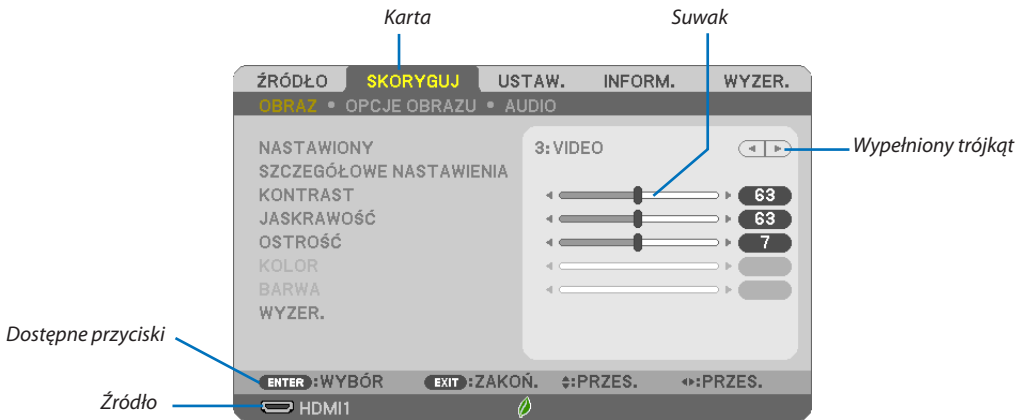 Karta
Suwak
ŹRÓDŁO SKORYGUJ USTAW. INFORM. WYZER.
OBRAZ • OPCJE OBRAZU • AUDIO
NASTAWIONY 3: VIDEO
Wypełniony trójkąt
SZCZEGÓŁOWE NASTAWIENIA
KONTRAST 63
JASKRAWOŚĆ 63
OSTROŚĆ 7
KOLOR
BARWA
WYZER.
Dostępne przyciski
ENTER :WYBÓR EXIT :ZAKOŃ. :PRZES. :PRZES.
Źródło
HDMI1